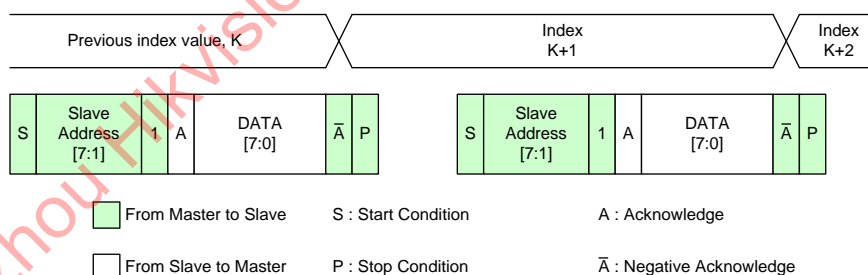 Previous index value, K
Index
K+1
Index
K+2
S
Slave
Address
[7:1]
1
A
DATA
[7:0]
A̅
P
S
Slave
Address
[7:1]
1
A
DATA
[7:0]
A̅
P
From Master to Slave
S : Start Condition
A : Acknowledge
From Slave to Master
P : Stop Condition
A̅ : Negative Acknowledge